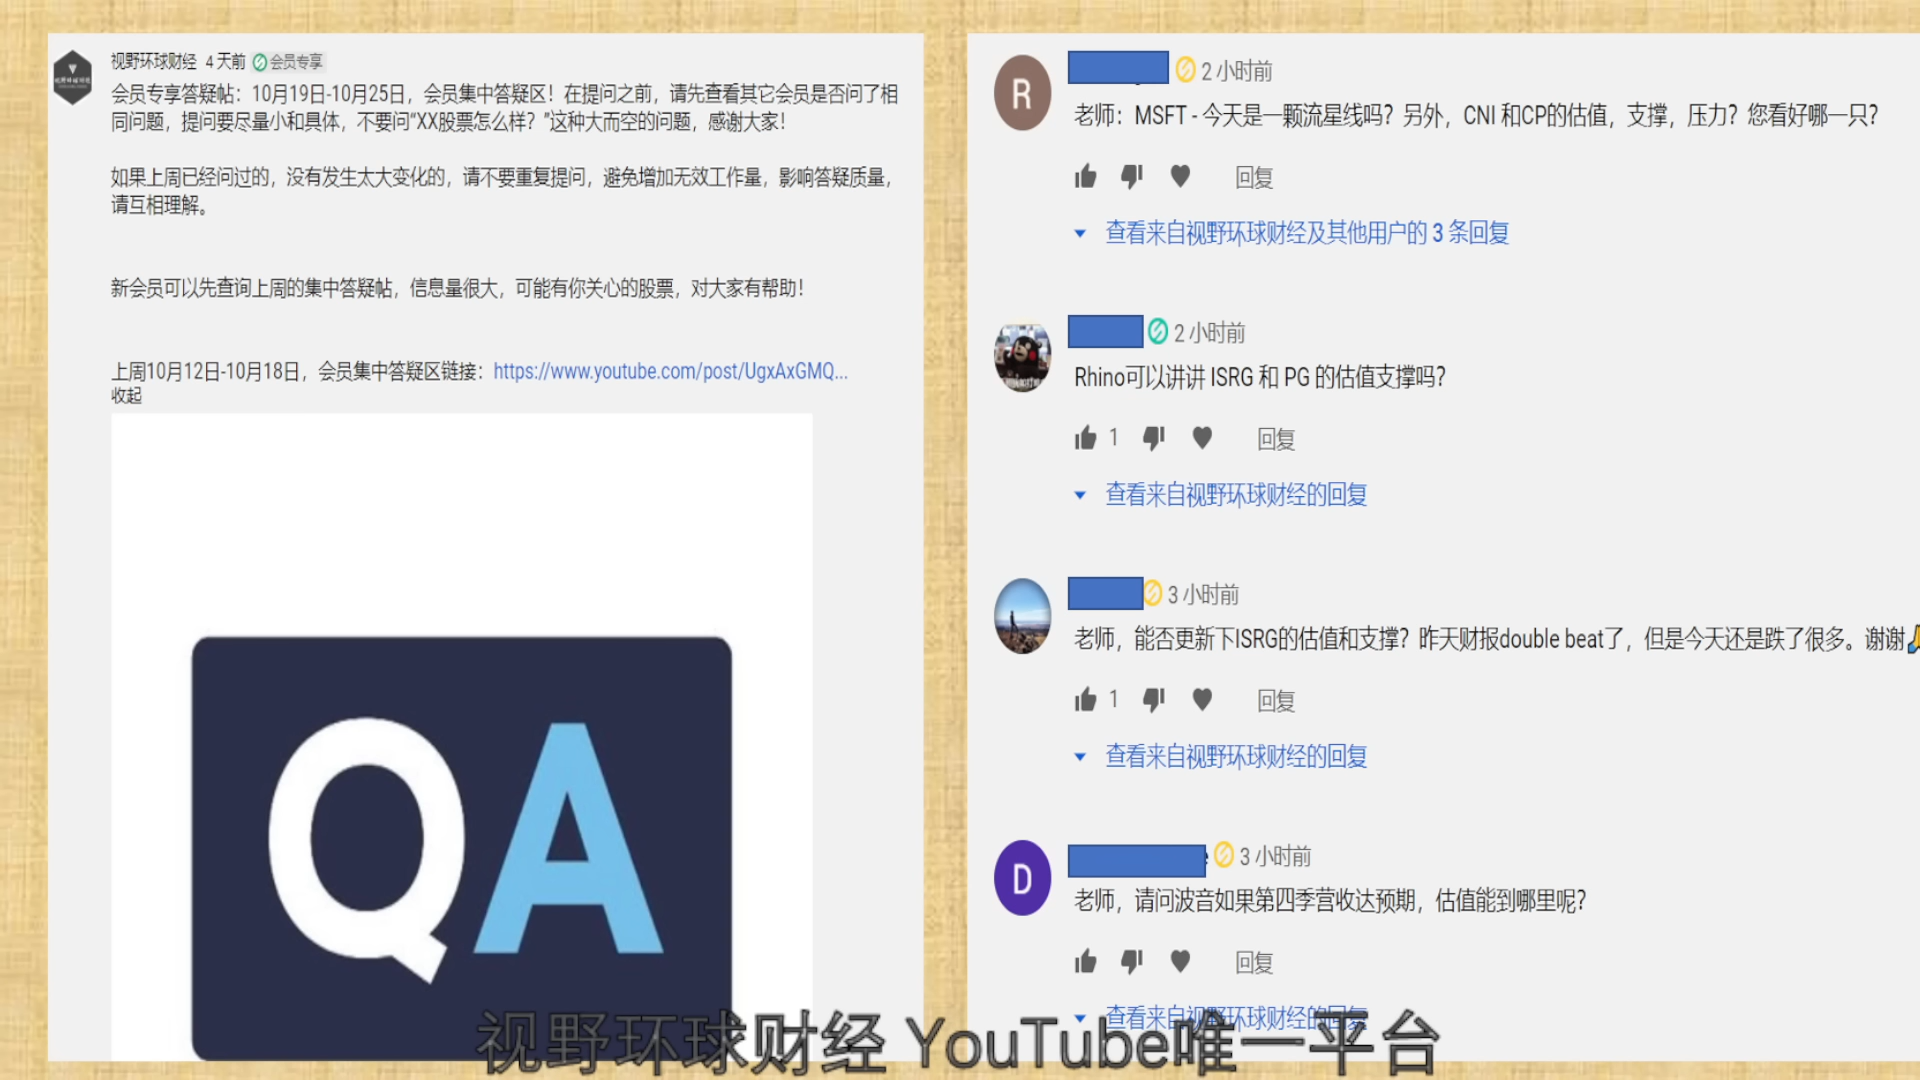 视野环球财经 4 天前 会员专享
会员专享答疑帖：10月19日-10月25日，会员集中答疑区！在提问之前，请先查看其它会员是否问了相
同问题，提问要尽量小和具体，不要问“XX股票怎么样？”这种大而空的问题，感谢大家！
如果上周已经问过的，没有发生太大变化的，请不要重复提问，避免增加无效工作量，影响答疑质量，
请互相理解。
新会员可以先查询上周的集中答疑帖，信息量很大，可能有你关心的股票，对大家有帮助！
上周10月12日-10月18日，会员集中答疑区链接：https://www.youtube.com/post/UgxAxGMQ...
收起
QA
R
2 小时前
老师：MSFT - 今天是一颗流星线吗？另外，CNI 和CP的估值，支撑，压力？您看好哪一只？
回复
查看来自视野环球财经及其他用户的 3 条回复
2 小时前
Rhino可以讲讲 ISRG 和 PG 的估值支撑吗？
1 回复
查看来自视野环球财经的回复
3 小时前
老师，能否更新下ISRG的估值和支撑？昨天财报double beat了，但是今天还是跌了很多。谢谢
1 回复
查看来自视野环球财经的回复
D
3 小时前
老师，请问波音如果第四季营收达预期，估值能到哪里呢？
回复
查看来自视野环球财经的回复
视野环球财经 YouTube唯一平台